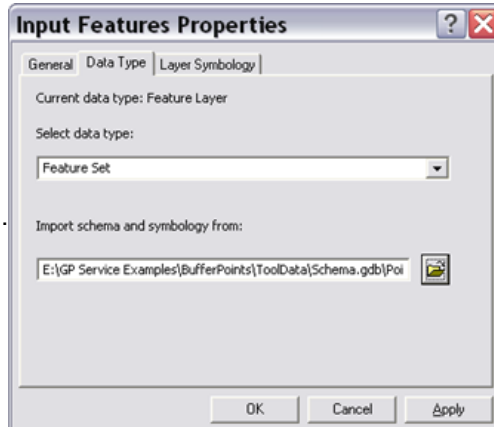 Input Features Properties
General Data Type Layer Symbology
Current data type: Feature Layer
Select data type:
Feature Set
Import schema and symbology from:
E:\GP Service Examples\BufferPoints\ToolData\Schema.gdb\Poi
OK Cancel Apply